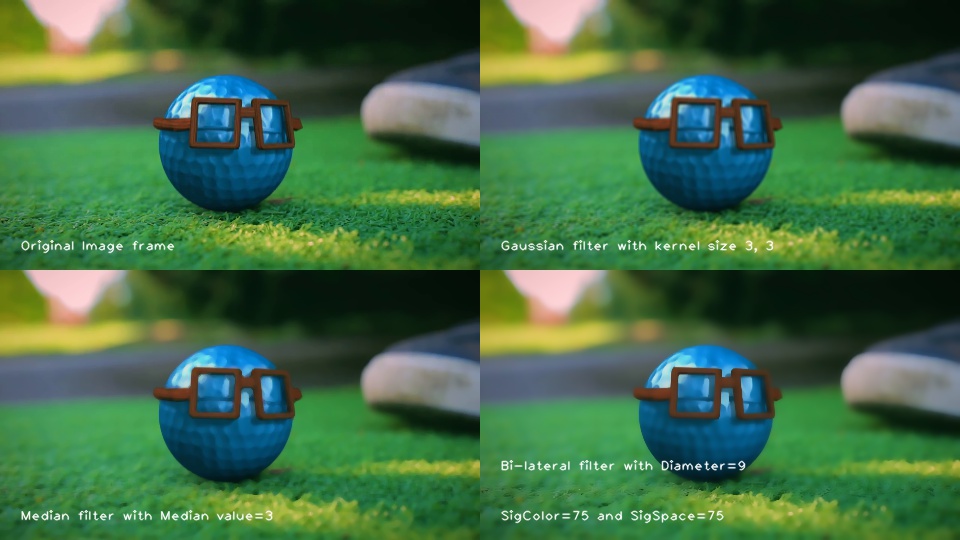 Original Image frame
Gaussian filter with kernel size 3, 3
Median filter with Median value=3
Bi-lateral filter with Diameter=9
SigColor=75 and SigSpace=75